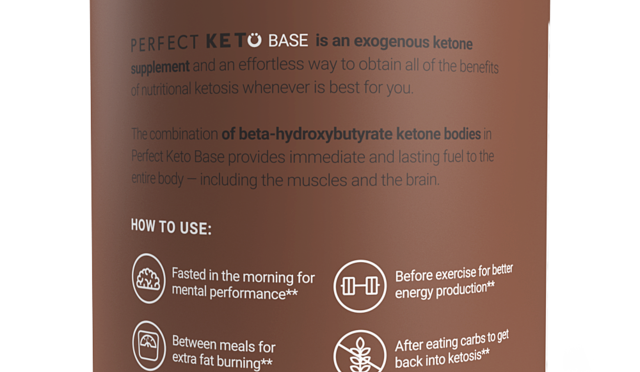 PERFECT KETO BASE is an exogenous ketone
supplement and an effortless way to obtain all of the benefits
of nutritional ketosis whenever is best for you.
The combination of beta-hydroxybutyrate ketone bodies in
Perfect Keto Base provides immediate and lasting fuel to the
entire body – including the muscles and the brain.
HOW TO USE:
Fasted in the morning for
mental performance**
Before exercise for better
energy production**
Between meals for
extra fat burning**
After eating carbs to get
back into ketosis**